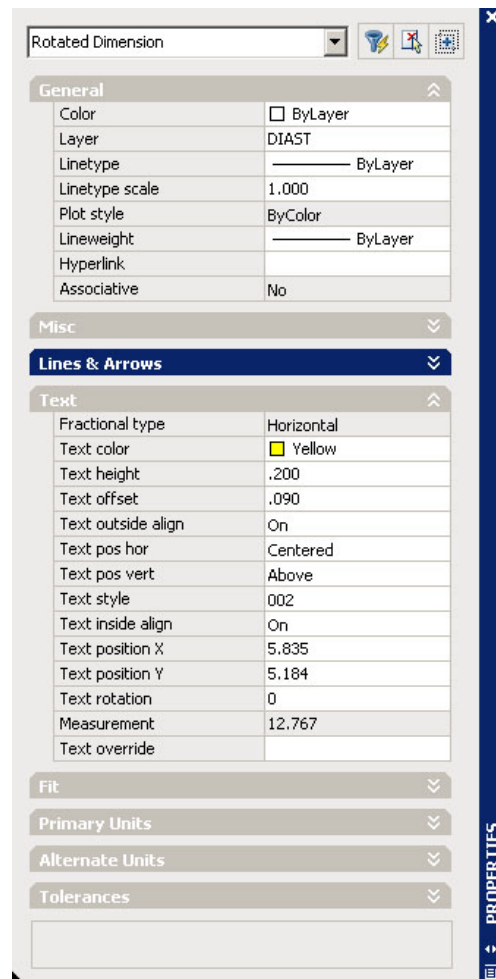 Rotated Dimension
General
Color ByLayer
Layer DIAST
Linetype ByLayer
Linetype scale 1.000
Plot style ByColor
Lineweight ByLayer
Hyperlink
Associative No
Misc
Lines & Arrows
Text
Fractional type Horizontal
Text color Yellow
Text height .200
Text offset .090
Text outside align On
Text pos hor Centered
Text pos vert Above
Text style 002
Text inside align On
Text position X 5.835
Text position Y 5.184
Text rotation 0
Measurement 12.767
Text override
Fit
Primary Units
Alternate Units
Tolerances
PROPERTIES